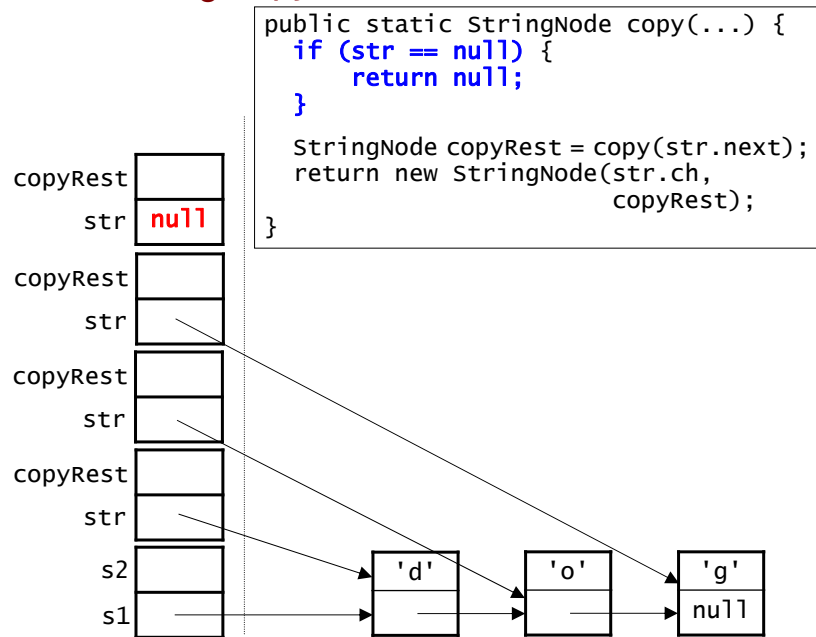 public static StringNode copy(...) {
if (str == null) {
return null;
}
StringNode copyRest = copy(str.next);
return new StringNode(str.ch,
copyRest);
}
copyRest
str null
copyRest
str
copyRest
str
copyRest
str
s2 'd' 'o' 'g'
s1 null